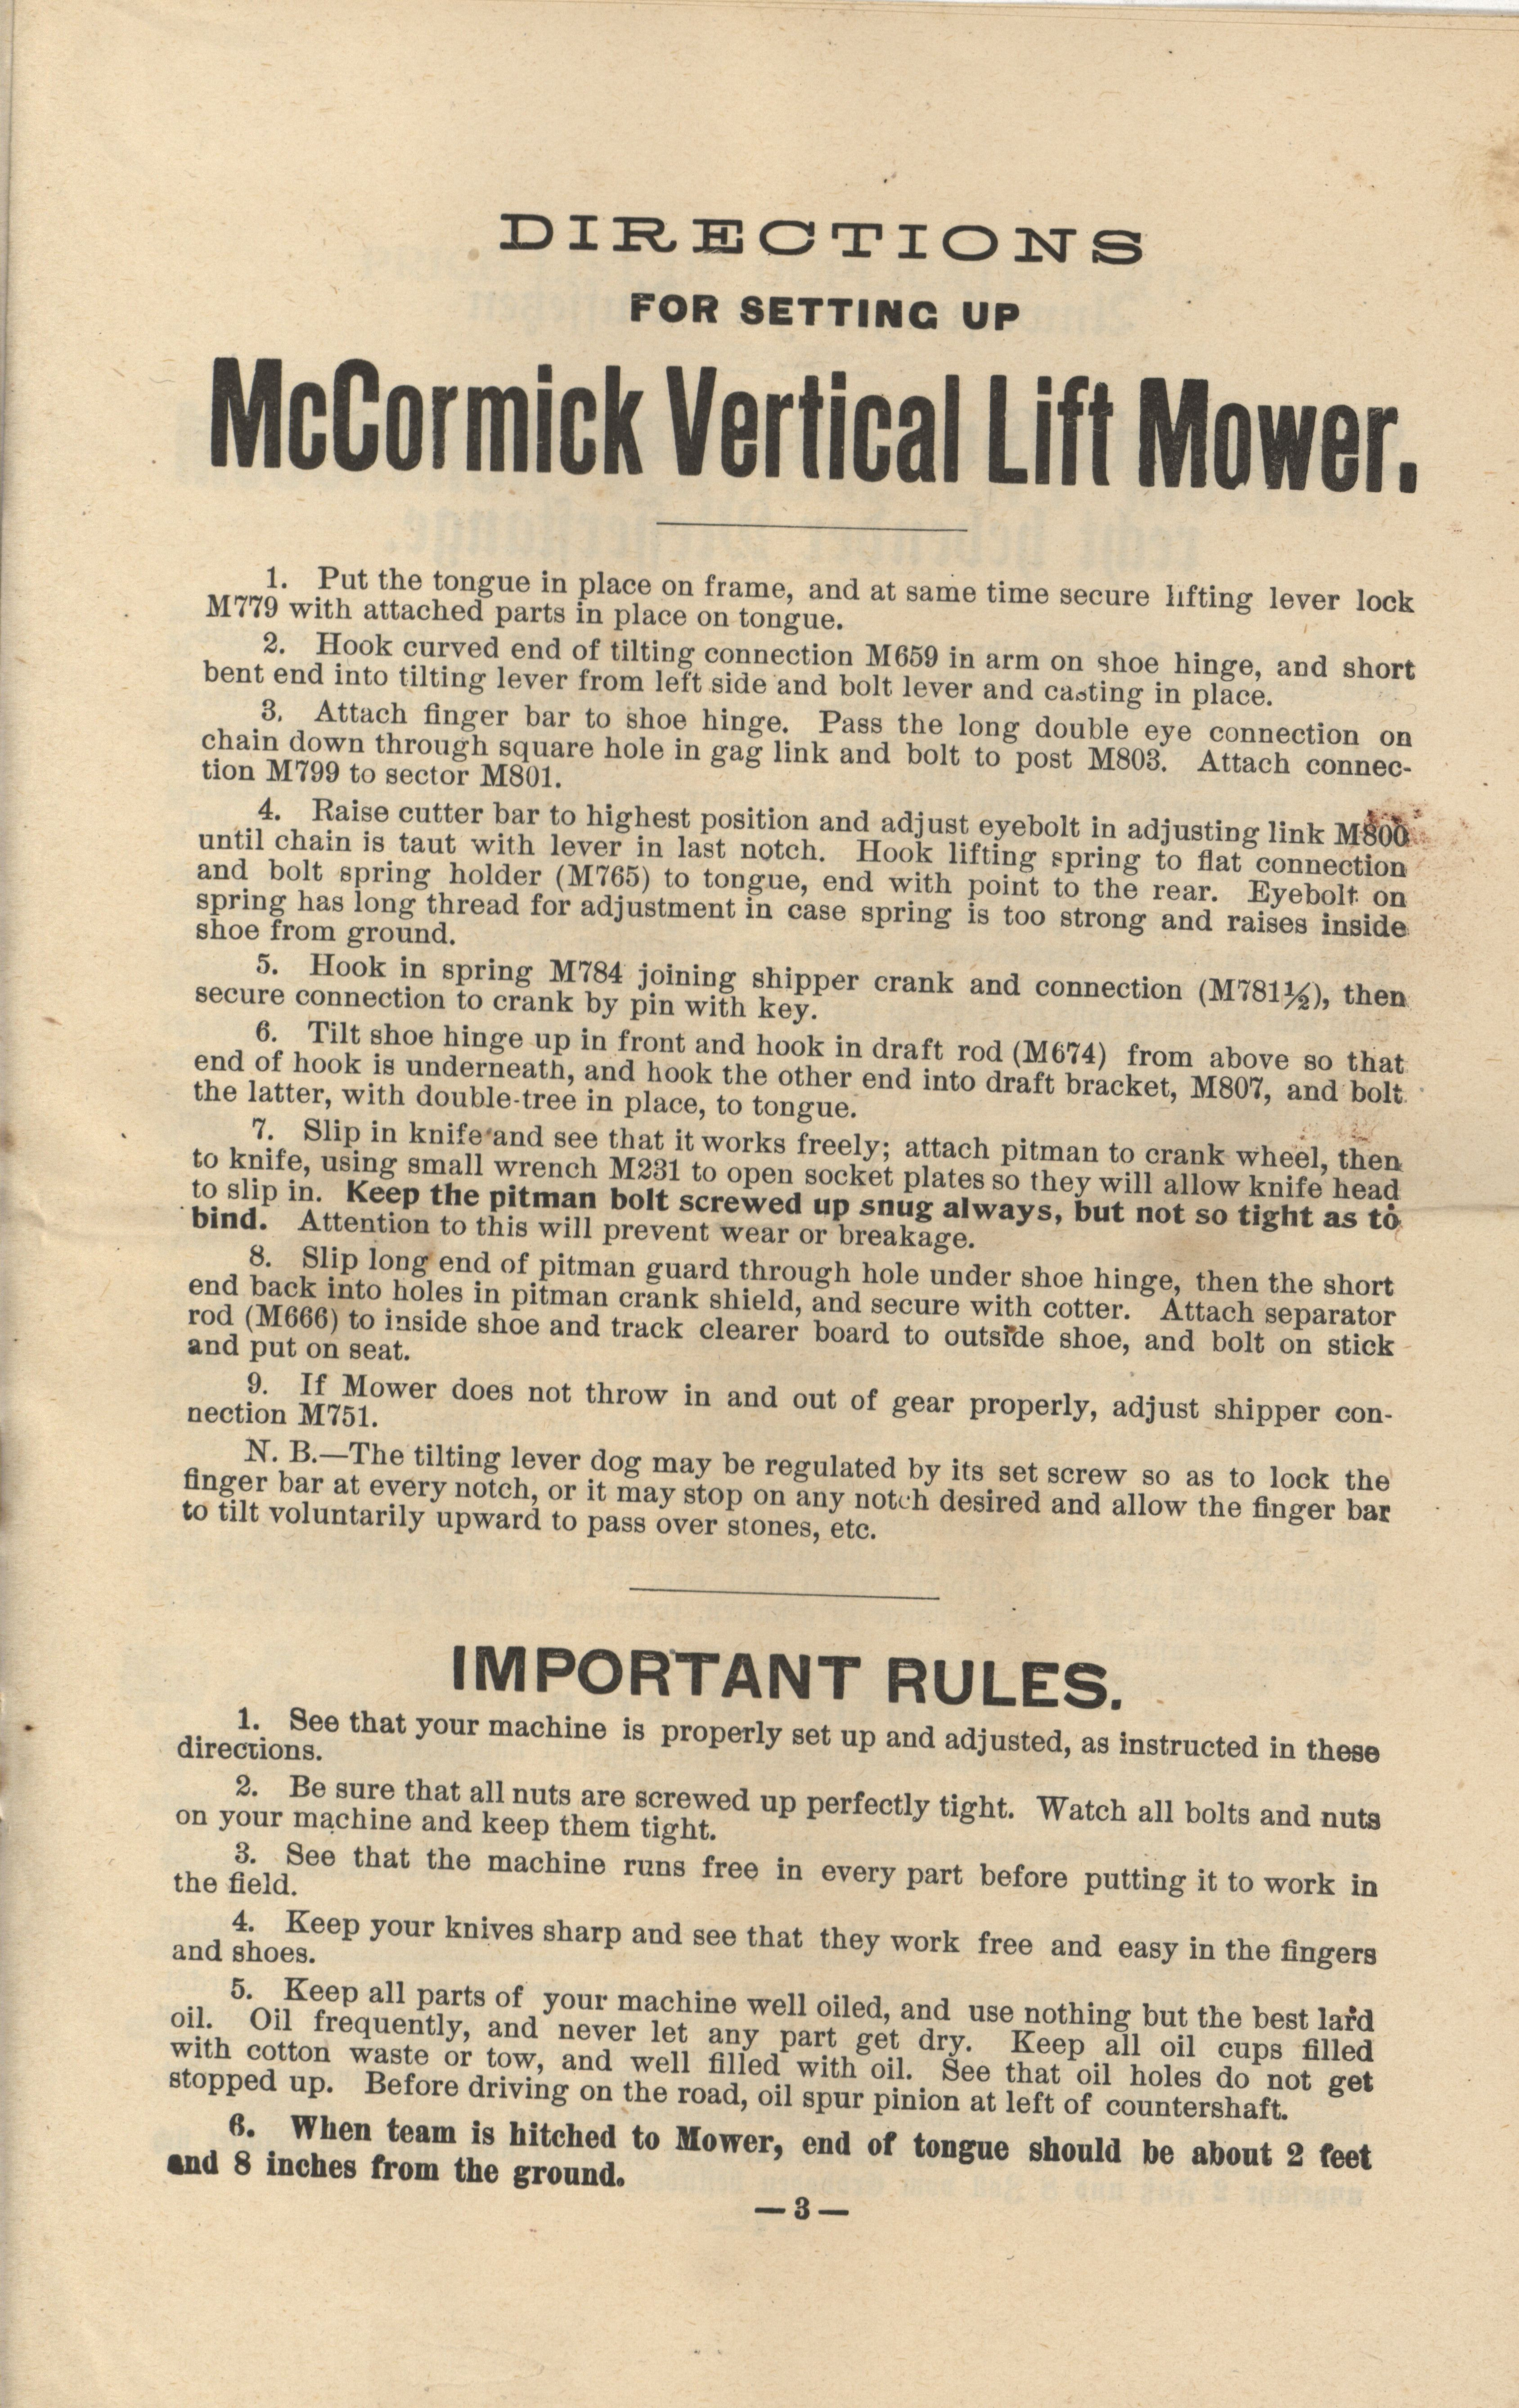 DIRECTIONS
FOR SETTING UP
McCormick Vertical Lift Mower.
1. Put the tongue in place on frame, and at same time secure lifting lever lock
M779 with attached parts in place on tongue.
2. Hook curved end of tilting connection M659 in arm on shoe hinge, and short
bent end into tilting lever from left side and bolt lever and casting in place.
3. Attach finger bar to shoe hinge. Pass the long double eye connection on
chain down through square hole in gag link and bolt to post M803. Attach connec-
tion M799 to sector M801.
4. Raise cutter bar to highest position and adjust eyebolt in adjusting link M800
until chain is taut with lever in last notch. Hook lifting spring to flat connection
and bolt spring holder (M765) to tongue, end with point to the rear. Eyebolt on
spring has long thread for adjustment in case spring is too strong and raises inside
shoe from ground.
5. Hook in spring M784 joining shipper crank and connection (M781½), then
secure connection to crank by pin with key.
6. Tilt shoe hinge up in front and hook in draft rod (M674) from above so that
end of hook is underneath, and hook the other end into draft bracket, M807, and bolt
the latter, with double-tree in place, to tongue.
7. Slip in knife and see that it works freely; attach pitman to crank wheel, then
to knife, using small wrench M231 to open socket plates so they will allow knife head
to slip in. Keep the pitman bolt screwed up snug always, but not so tight as to
bind. Attention to this will prevent wear or breakage.
8. Slip long end of pitman guard through hole under shoe hinge, then the short
end back into holes in pitman crank shield, and secure with cotter. Attach separator
rod (M666) to inside shoe and track clearer board to outside shoe, and bolt on stick
and put on seat.
9. If Mower does not throw in and out of gear properly, adjust shipper con-
nection M751.
N. B.—The tilting lever dog may be regulated by its set screw so as to lock the
finger bar at every notch, or it may stop on any notch desired and allow the finger bar
to tilt voluntarily upward to pass over stones, etc.
IMPORTANT RULES.
1. See that your machine is properly set up and adjusted, as instructed in these
directions.
2. Be sure that all nuts are screwed up perfectly tight. Watch all bolts and nuts
on your machine and keep them tight.
3. See that the machine runs free in every part before putting it to work in
the field.
4. Keep your knives sharp and see that they work free and easy in the fingers
and shoes.
5. Keep all parts of your machine well oiled, and use nothing but the best lard
oil. Oil frequently, and never let any part get dry. Keep all oil cups filled
with cotton waste or tow, and well filled with oil. See that oil holes do not get
stopped up. Before driving on the road, oil spur pinion at left of countershaft.
6. When team is hitched to Mower, end of tongue should be about 2 feet
and 8 inches from the ground.
—3—